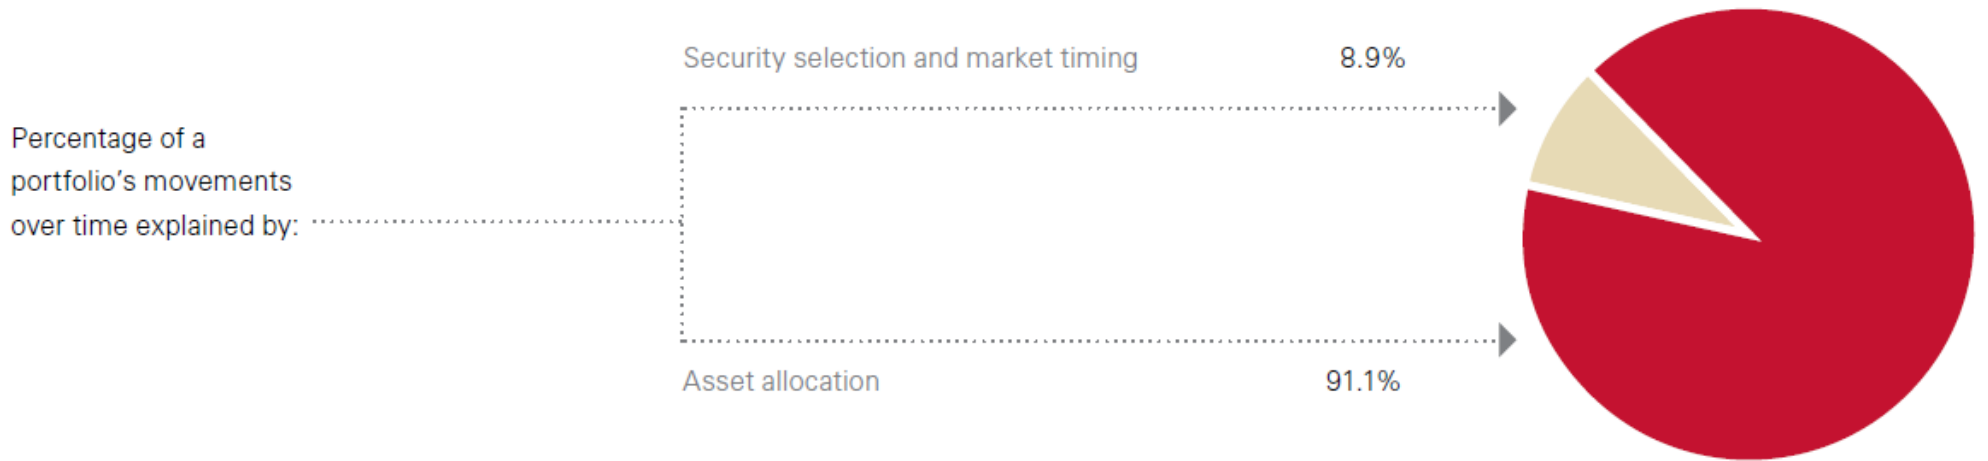 Percentage of a
portfolio’s movements
over time explained by:
Security selection and market timing 8.9%
Asset allocation 91.1%